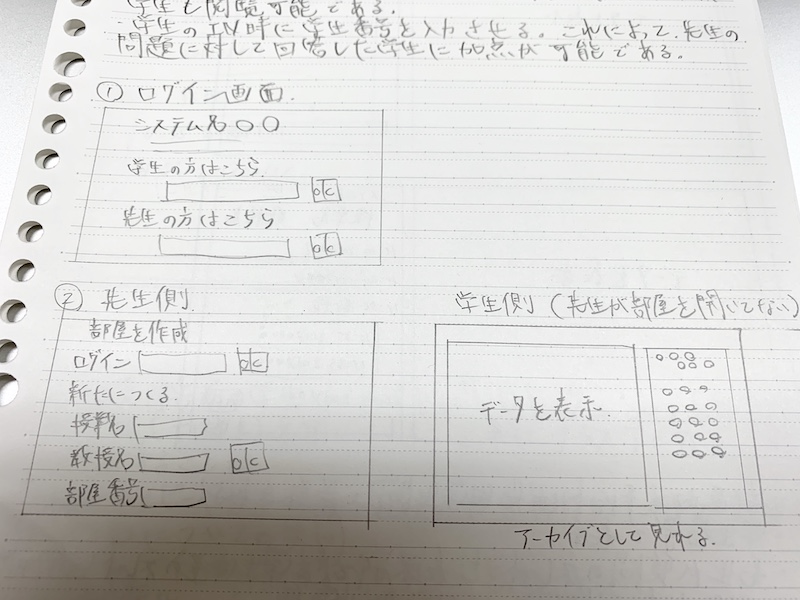 学生も閲覧可能である.
学生のIN時に学生番号を入力させる. これによって. 先生の
問題に対して回答した学生に加点が可能である.
① ログイン画面.
システム名〇〇
学生の方はこちら
OK
先生の方はこちら
OK
② 先生側
部屋を作成
ログイン OK
新たにつくる
授業名
教授名 OK
部屋番号
学生側 (先生が部屋を開いてない)
データを表示.
アーカイブとして見れる.